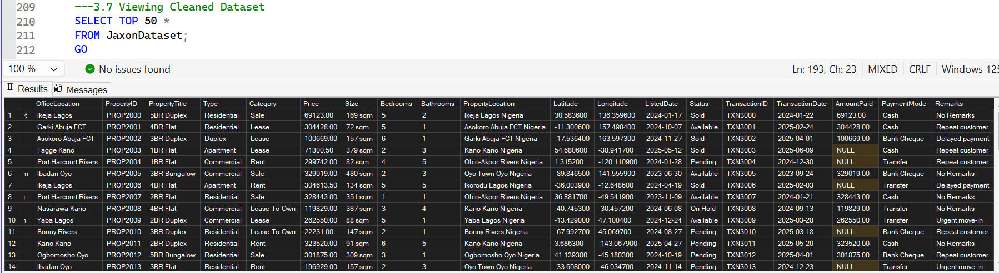 209 ---3.7 Viewing Cleaned Dataset
210 SELECT TOP 50 *
211 FROM JaxonDataset;
212 GO
100 % No issues found Ln: 193, Ch: 23 MIXED CRLF Windows 125
Results Messages
OfficeLocation PropertyID PropertyTitle Type Category Price Size Bedrooms Bathrooms PropertyLocation Latitude Longitude ListedDate Status TransactionID TransactionDate AmountPaid PaymentMode Remarks
1 et Ikeja Lagos PROP2000 5BR Duplex Residential Sale 69123.00 169 sqm 5 2 Ikeja Lagos Nigeria 30.583600 136.359600 2024-01-17 Sold TXN3000 2024-01-22 69123.00 Cash No Remarks
2 Garki Abuja FCT PROP2001 4BR Flat Residential Lease 304428.00 72 sqm 5 1 Asokoro Abuja FCT Nigeria -11.300600 157.498400 2024-10-07 Available TXN3001 2025-02-24 304428.00 Cash Repeat customer
3 Asokoro Abuja FCT PROP2002 3BR Duplex Duplex Lease 100669.00 157 sqm 6 1 Garki Abuja FCT Nigeria -17.536400 163.597300 2024-11-27 Sold TXN3002 2025-04-01 100669.00 Bank Cheque Delayed payment
4 Fagge Kano PROP2003 1BR Flat Apartment Lease 71300.50 379 sqm 2 3 Kano Kano Nigeria 54.680600 -38.941700 2025-05-12 Sold TXN3003 2025-06-09 NULL Cash Repeat customer
5 Port Harcourt Rivers PROP2004 1BR Flat Commercial Rent 299742.00 82 sqm 4 5 Obio-Akpor Rivers Nigeria 1.315200 -120.110900 2024-01-28 Pending TXN3004 2024-12-30 NULL Transfer Repeat customer
6 m Ibadan Oyo PROP2005 3BR Bungalow Commercial Sale 329019.00 480 sqm 2 3 Oyo Town Oyo Nigeria -89.846500 141.555900 2023-06-30 Available TXN3005 2023-09-24 329019.00 Bank Cheque No Remarks
7 Ikeja Lagos PROP2006 4BR Flat Apartment Rent 304613.50 134 sqm 5 5 Ikorodu Lagos Nigeria -36.003900 -12.648600 2024-04-19 Sold TXN3006 2025-02-03 NULL Transfer Delayed payment
8 Port Harcourt Rivers PROP2007 2BR Flat Residential Sale 328443.00 351 sqm 1 1 Obio-Akpor Rivers Nigeria 36.881700 -49.541900 2023-11-09 Available TXN3007 2024-01-21 328443.00 Cash No Remarks
9 Nasarawa Kano PROP2008 4BR Flat Commercial Lease-To-Own 119829.00 387 sqm 3 4 Kano Kano Nigeria -40.745300 -30.457200 2024-06-08 On Hold TXN3008 2024-09-13 119829.00 Transfer No Remarks
10 Yaba Lagos PROP2009 2BR Duplex Commercial Lease 262550.00 88 sqm 5 1 Yaba Lagos Nigeria -13.429000 47.100400 2024-12-24 Available TXN3009 2025-03-28 262550.00 Transfer Urgent move-in
11 Bonny Rivers PROP2010 3BR Duplex Residential Lease-To-Own 22231.00 147 sqm 2 1 Bonny Rivers Nigeria -67.992700 45.069700 2024-08-27 Pending TXN3010 2025-03-18 NULL Bank Cheque Repeat customer
12 Kano Kano PROP2011 2BR Duplex Residential Rent 323520.00 91 sqm 6 5 Kano Kano Nigeria 3.686300 -143.067900 2025-04-27 Pending TXN3011 2025-05-20 323520.00 Cash No Remarks
13 Ogbomosho Oyo PROP2012 5BR Bungalow Residential Sale 301875.00 309 sqm 3 1 Ogbomosho Oyo Nigeria 41.139300 -45.180300 2024-10-19 Pending TXN3012 2025-04-01 301875.00 Bank Cheque Repeat customer
14 Ibadan Oyo PROP2013 3BR Flat Residential Rent 196929.00 157 sqm 2 3 Oyo Town Oyo Nigeria -33.608000 -46.034700 2024-11-14 Pending TXN3013 2024-12-23 NULL Transfer Urgent move-in